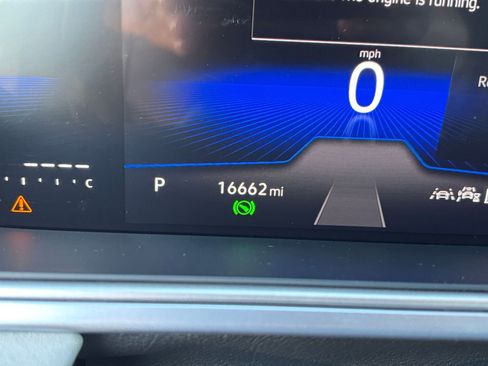 engine is running.
mph
0
P
16662 mi
C